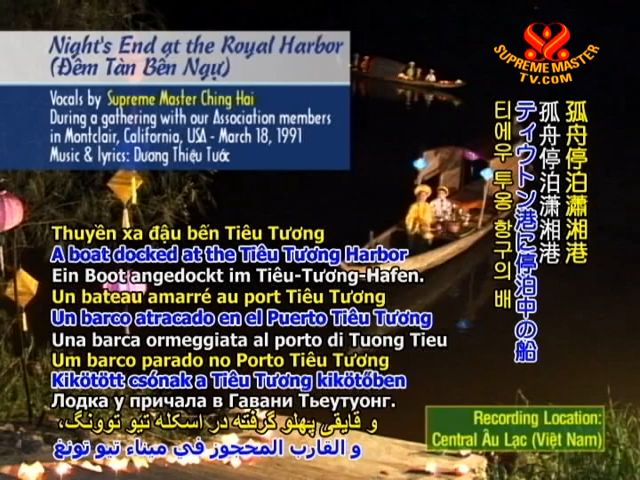 Night's End at the Royal Harbor
(Đêm Tàn Bến Ngự)
Vocals by Supreme Master Ching Hai
During a gathering with our Association members
in Montclair, California, USA - March 18, 1991
Music & lyrics: Dương Thiệu Tước
SUPREME MASTER
TV.COM
孤舟停泊瀟湘港
孤舟停泊潇湘港
ティウトン港に停泊中の船
티에우 투옹 항구의 배
Thuyền xa đậu bến Tiêu Tương
A boat docked at the Tiêu Tương Harbor
Ein Boot angedockt im Tiêu-Tương-Hafen.
Un bateau amarré au port Tiêu Tương
Un barco atracado en el Puerto Tiêu Tương
Una barca ormeggiata al porto di Tuong Tieu
Um barco parado no Porto Tiêu Tương
Kikötött csónak a Tiêu Tương kikötőben
Лодка у причала в Гавани Тьеутуонг.
و قایقی پهلو گرفته در اسکله تیو توونگ،
و القارب المحجوز في ميناء تيو تونغ
Recording Location:
Central Âu Lạc (Việt Nam)